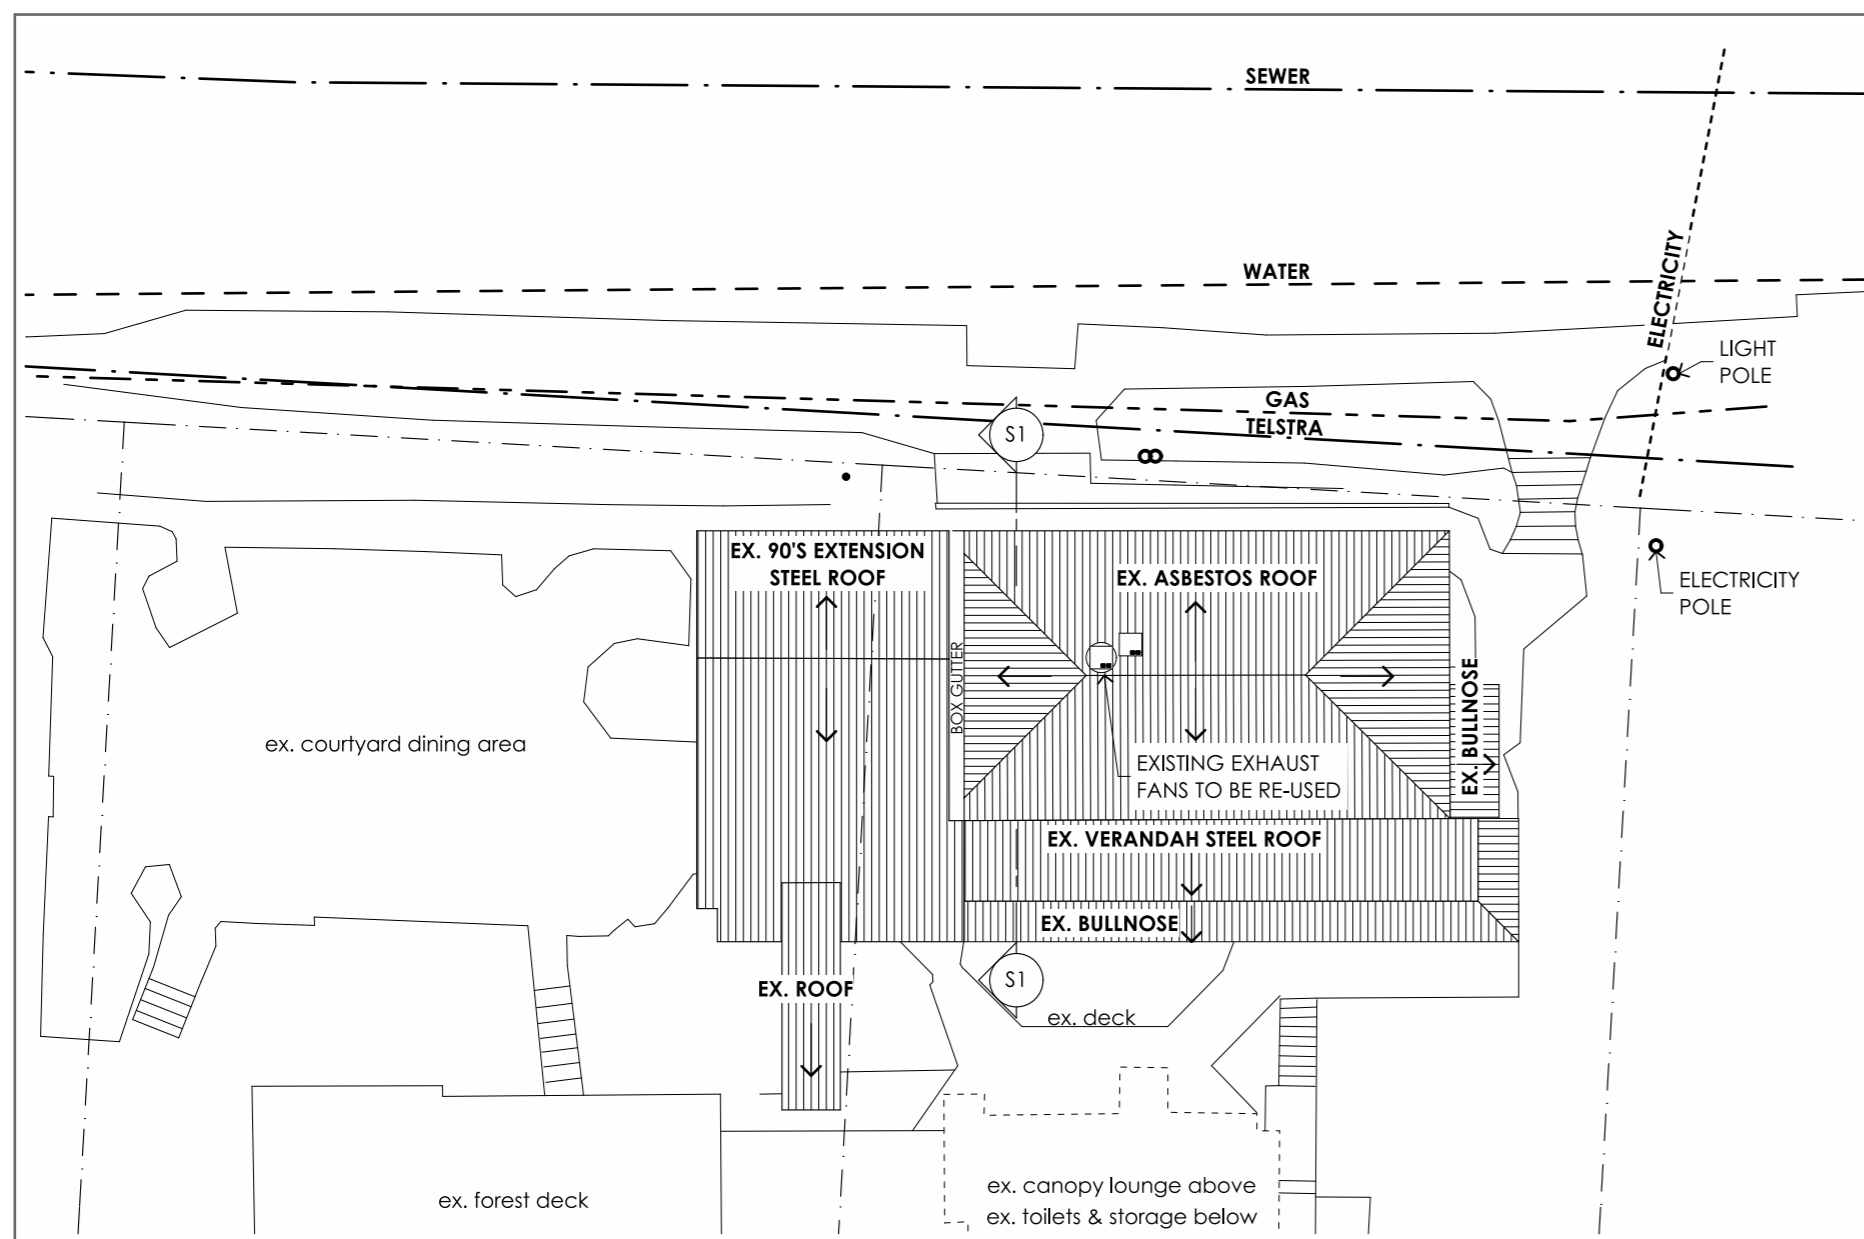 SEWER
WATER
ELECTRICITY
LIGHT
POLE
GAS
TELSTRA
S1
EX. 90'S EXTENSION
STEEL ROOF
EX. ASBESTOS ROOF
ELECTRICITY
POLE
BOX GUTTER
EX. BULLNOSE
ex. courtyard dining area
EXISTING EXHAUST
FANS TO BE RE-USED
EX. VERANDAH STEEL ROOF
EX. BULLNOSE
EX. ROOF
S1
ex. deck
ex. forest deck
ex. canopy lounge above
ex. toilets & storage below